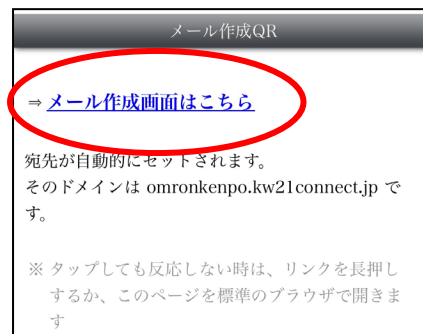 メール作成QR
⇒ メール作成画面はこちら
宛先が自動的にセットされます。
そのドメインは omronkenpo.kw21connect.jp で
す。
※ タップしても反応しない時は、リンクを長押し
するか、このページを標準のブラウザで開きま
す